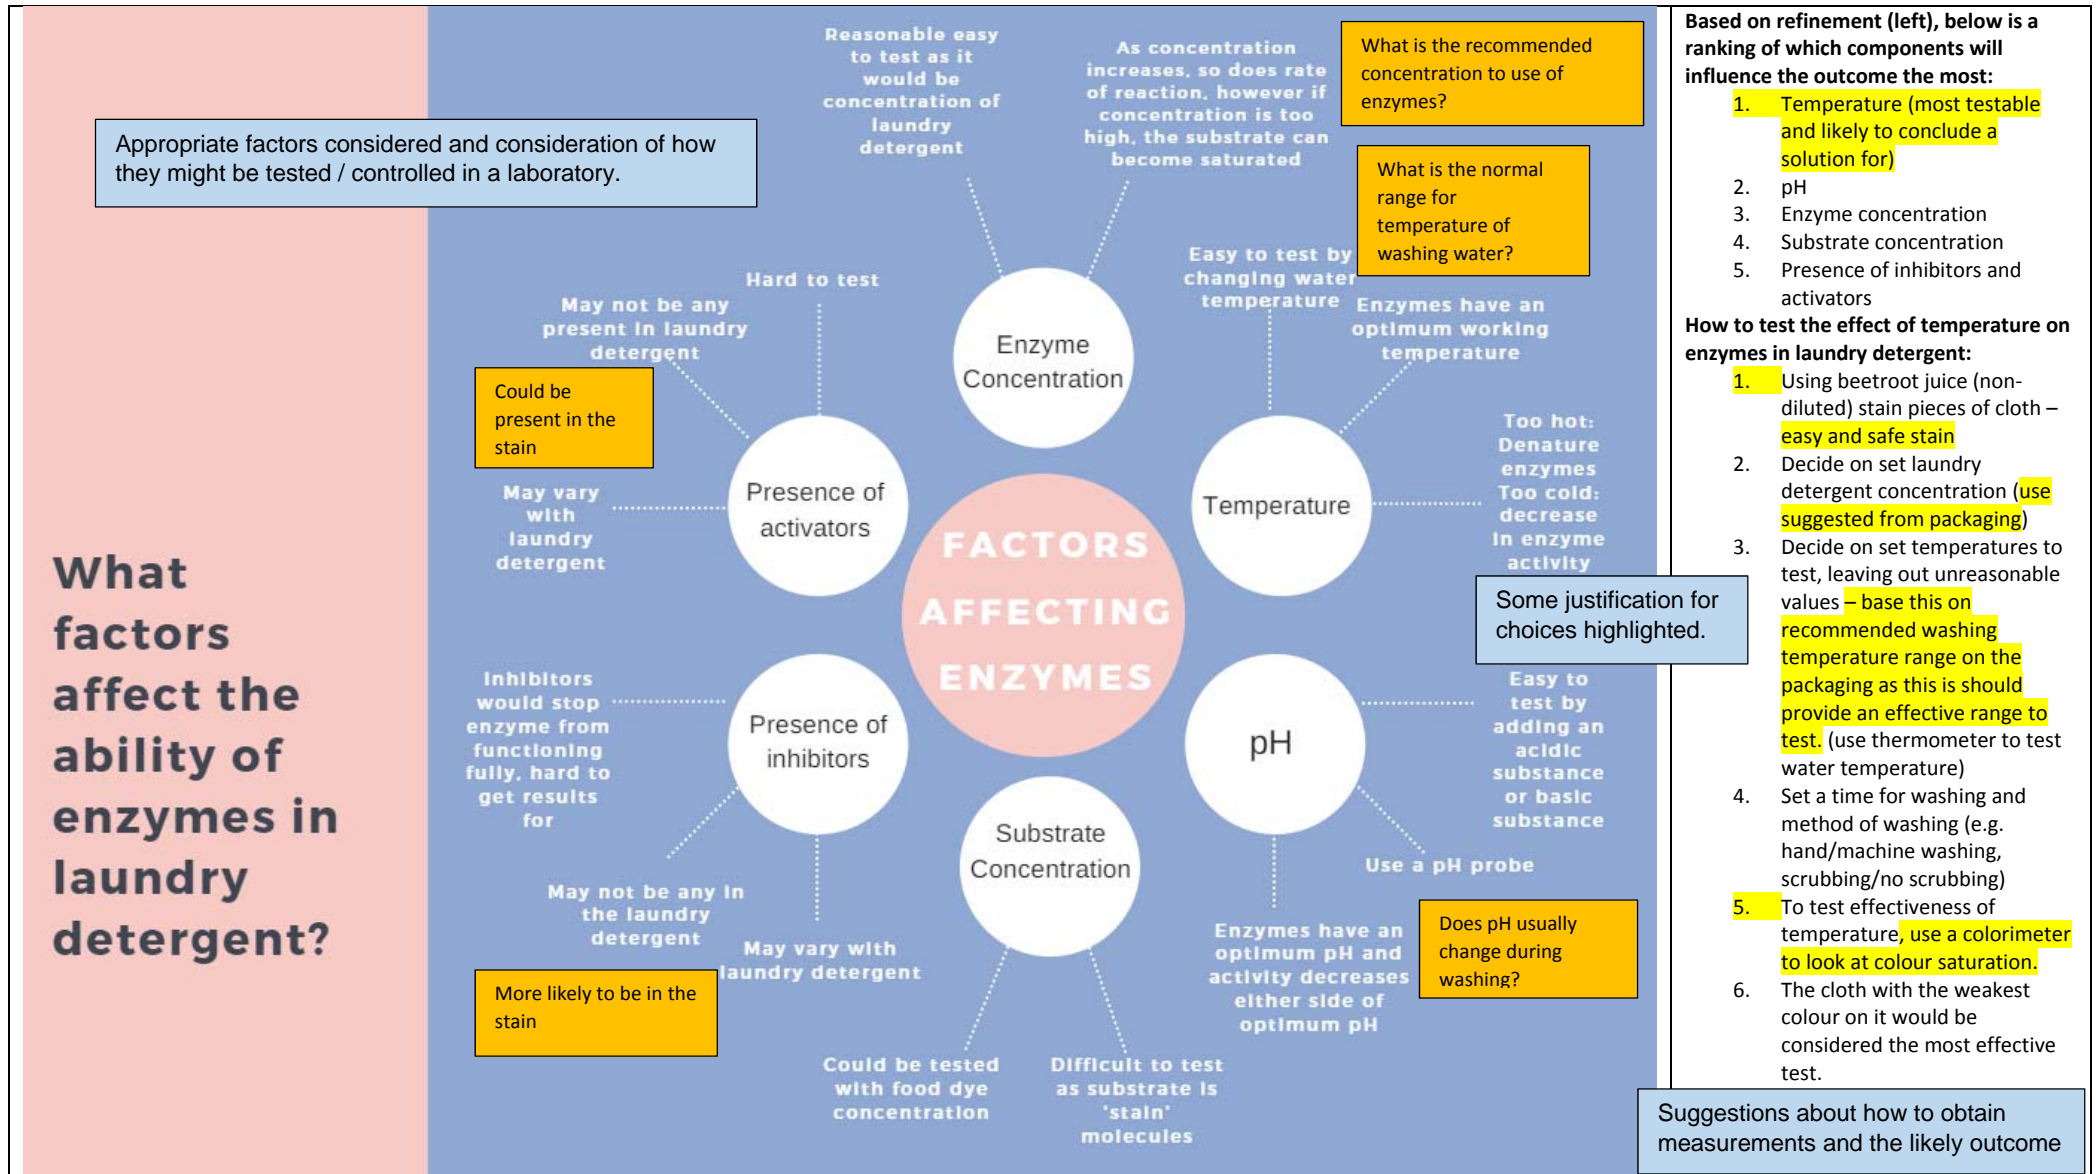 What
factors
affect the
ability of
enzymes in
laundry
detergent?
Appropriate factors considered and consideration of how
they might be tested / controlled in a laboratory.
Reasonable easy
to test as it
would be
concentration of
laundry
detergent
As concentration
increases, so does rate
of reaction, however if
concentration is too
high, the substrate can
become saturated
What is the recommended
concentration to use of
enzymes?
What is the normal
range for
temperature of
washing water?
Enzyme
Concentration
Easy to test by
changing water
temperature
Enzymes have an
optimum working
temperature
Too hot:
Denature
enzymes
Too cold:
decrease
in enzyme
activity
Temperature
Hard to test
May not be any
present in laundry
detergent
Could be
present in the
stain
May vary
with
laundry
detergent
Presence of
activators
FACTORS
AFFECTING
ENZYMES
Some justification for
choices highlighted.
Inhibitors
would stop
enzyme from
functioning
fully, hard to
get results
for
Presence of
inhibitors
May not be any in
the laundry
detergent
May vary with
laundry detergent
More likely to be in the
stain
Substrate
Concentration
Could be tested
with food dye
concentration
Difficult to test
as substrate is
'stain'
molecules
pH
Easy to
test by
adding an
acidic
substance
or basic
substance
Use a pH probe
Enzymes have an
optimum pH and
activity decreases
either side of
optimum pH
Does pH usually
change during
washing?
Based on refinement (left), below is a
ranking of which components will
influence the outcome the most:
1. Temperature (most testable
and likely to conclude a
solution for)
2. pH
3. Enzyme concentration
4. Substrate concentration
5. Presence of inhibitors and
activators
How to test the effect of temperature on
enzymes in laundry detergent:
1. Using beetroot juice (non-
diluted) stain pieces of cloth –
easy and safe stain
2. Decide on set laundry
detergent concentration (use
suggested from packaging)
3. Decide on set temperatures to
test, leaving out unreasonable
values – base this on
recommended washing
temperature range on the
packaging as this is should
provide an effective range to
test. (use thermometer to test
water temperature)
4. Set a time for washing and
method of washing (e.g.
hand/machine washing,
scrubbing/no scrubbing)
5. To test effectiveness of
temperature, use a colorimeter
to look at colour saturation.
6. The cloth with the weakest
colour on it would be
considered the most effective
test.
Suggestions about how to obtain
measurements and the likely outcome